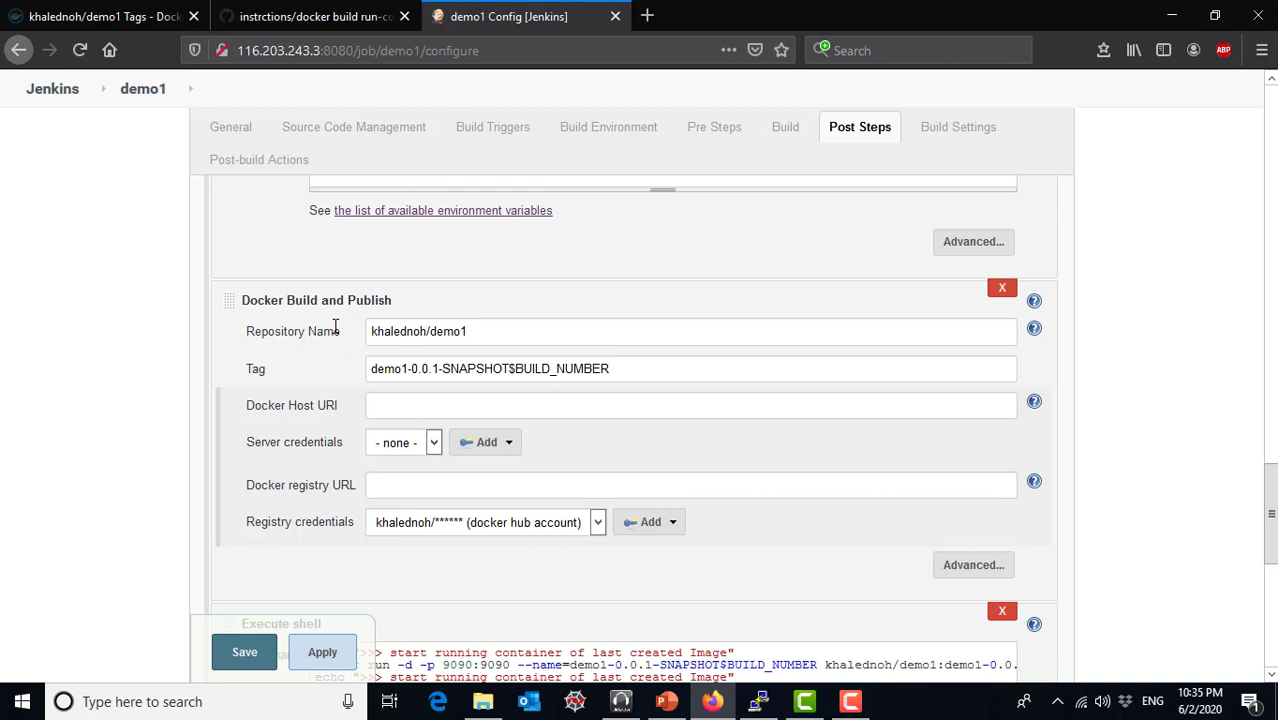 khalednoh/demo1 Tags - Docke
instrctions/docker build run-co
demo1 Config [Jenkins]
116.203.243.3:8080/job/demo1/configure
Search
ABP
Jenkins
demo1
General
Source Code Management
Build Triggers
Build Environment
Pre Steps
Build
Post Steps
Build Settings
Post-build Actions
See the list of available environment variables
Advanced...
X
Docker Build and Publish
Repository Name
khalednoh/demo1
Tag
demo1-0.0.1-SNAPSHOT$BUILD_NUMBER
Docker Host URI
Server credentials
- none -
Add
Docker registry URL
Registry credentials
khalednoh/****** (docker hub account)
Add
Advanced...
X
Execute shell
">>> start running container of last created Image"
run -d -p 9090:9090 --name=demo1-0.0.1-SNAPSHOT$BUILD_NUMBER khalednoh/demo1:demo1-0.0.
echo ">>> start running container of last created Image"
Save
Apply
Type here to search
ENG
10:35 PM
6/2/2020
1